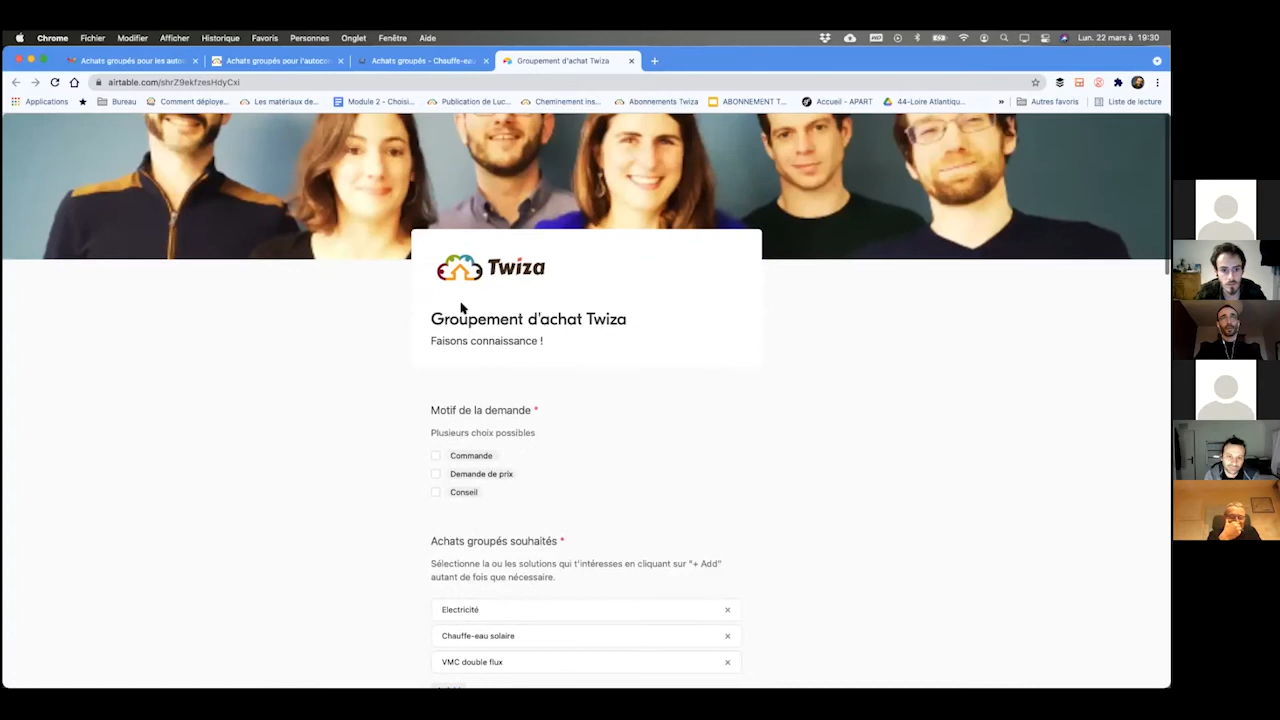 Chrome Fichier Modifier Afficher Historique Favoris Personnes Onglet Fenêtre Aide HD Lun. 22 mars à 19:30
Achats groupés pour les autoc Achats groupés pour l'autocon Achats groupés - Chauffe-eau Groupement d'achat Twiza
airtable.com/shrZ9ekfzesHdyCxi
Applications Bureau Comment déploye... Les matériaux de... Module 2 - Choisi... Publication de Luc... Cheminement ins... Abonnements Twiza ABONNEMENT T... Accueil - APART 44-Loire Atlantiqu... » Autres favoris Liste de lecture
Twiza
Groupement d'achat Twiza
Faisons connaissance !
Motif de la demande *
Plusieurs choix possibles
Commande
Demande de prix
Conseil
Achats groupés souhaités *
Sélectionne la ou les solutions qui t'intéresses en cliquant sur "+ Add"
autant de fois que nécessaire.
Electricité
Chauffe-eau solaire
VMC double flux